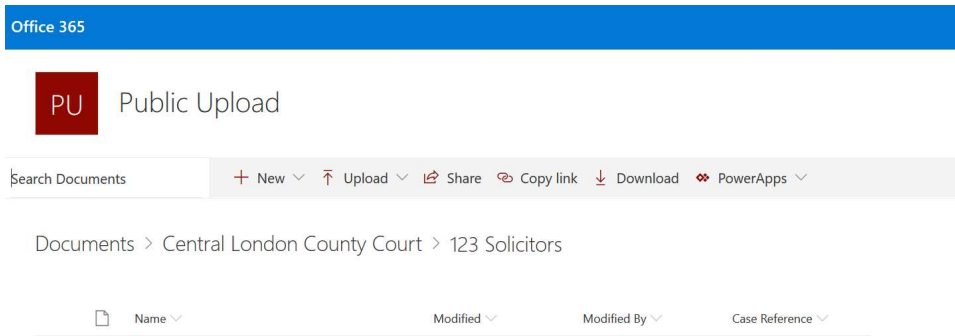 Office 365
PU Public Upload
Search Documents + New Upload Share Copy link Download PowerApps
Documents > Central London County Court > 123 Solicitors
Name Modified Modified By Case Reference